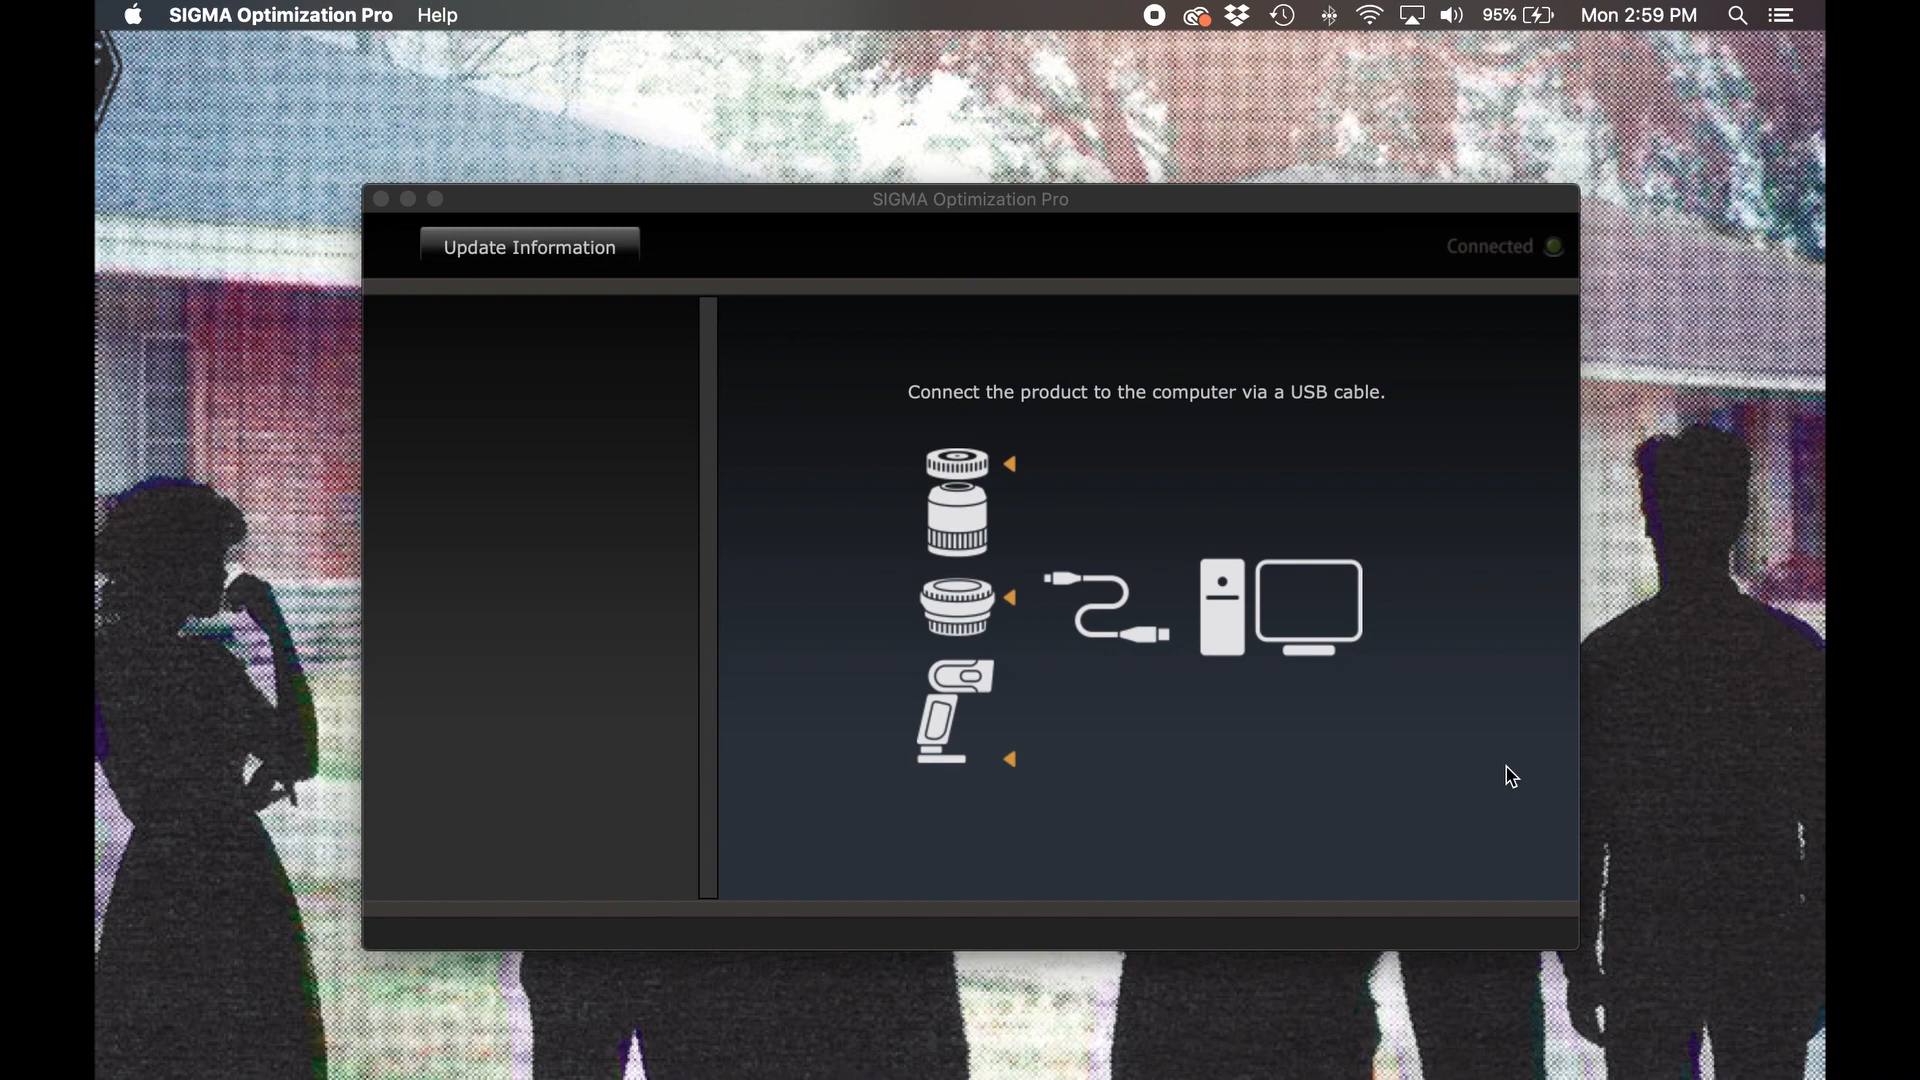 SIGMA Optimization Pro Help 95% Mon 2:59 PM
SIGMA Optimization Pro
Update Information Connected
Connect the product to the computer via a USB cable.